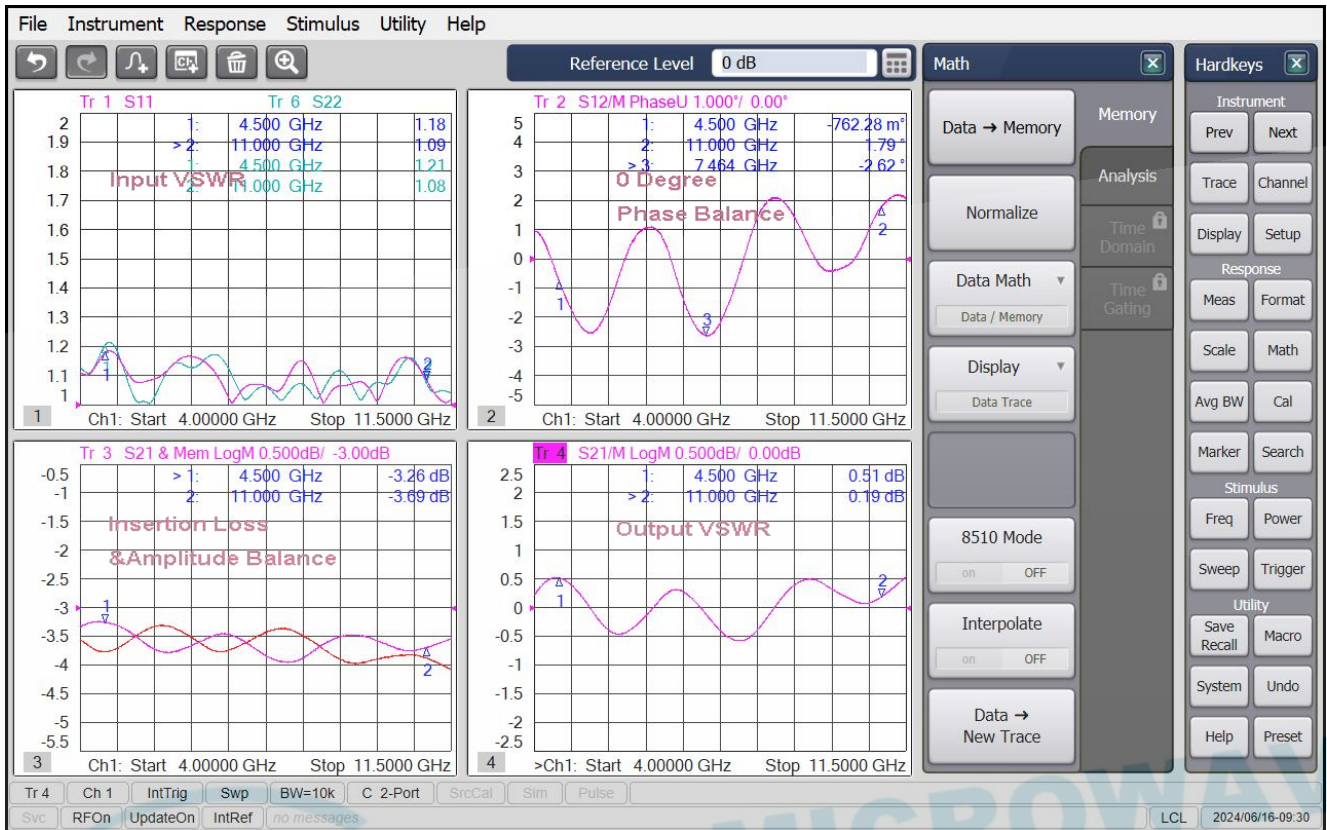 File Instrument Response Stimulus Utility Help
Reference Level 0 dB
Tr 1 S11 Tr 6 S22
1: 4.500 GHz 1.18
> 2: 11.000 GHz 1.09
1: 4.500 GHz 1.21
2: 11.000 GHz 1.08
Input VSWR
2
1.9
1.8
1.7
1.6
1.5
1.4
1.3
1.2
1.1
1
1
2
1
Ch1: Start 4.00000 GHz Stop 11.5000 GHz
Tr 2 S12/M PhaseU 1.000°/ 0.00°
1: 4.500 GHz -762.28 m°
2: 11.000 GHz 1.79 °
> 3: 7.464 GHz -2.62 °
0 Degree
Phase Balance
5
4
3
2
1
0
-1
-2
-3
-4
-5
1
2
3
2
Ch1: Start 4.00000 GHz Stop 11.5000 GHz
Tr 3 S21 & Mem LogM 0.500dB/ -3.00dB
> 1: 4.500 GHz -3.26 dB
2: 11.000 GHz -3.69 dB
Insertion Loss
&Amplitude Balance
-0.5
-1
-1.5
-2
-2.5
-3
-3.5
-4
-4.5
-5
-5.5
1
2
3
Ch1: Start 4.00000 GHz Stop 11.5000 GHz
Tr 4 S21/M LogM 0.500dB/ 0.00dB
1: 4.500 GHz 0.51 dB
> 2: 11.000 GHz 0.19 dB
Output VSWR
2.5
2
1.5
1
0.5
0
-0.5
-1
-1.5
-2
-2.5
1
2
4
>Ch1: Start 4.00000 GHz Stop 11.5000 GHz
Math
Data → Memory
Normalize
Data Math
Data / Memory
Display
Data Trace
8510 Mode
on OFF
Interpolate
on OFF
Data →
New Trace
Memory
Analysis
Time
Domain
Time
Gating
Hardkeys
Instrument
Prev Next
Trace Channel
Display Setup
Response
Meas Format
Scale Math
Avg BW Cal
Marker Search
Stimulus
Freq Power
Sweep Trigger
Utility
Save
Recall Macro
System Undo
Help Preset
Tr 4 Ch 1 IntTrig Swp BW=10k C 2-Port SrcCal Sim Pulse
Svc RFOn UpdateOn IntRef no messages LCL 2024/06/16-09:30
MICROWAV